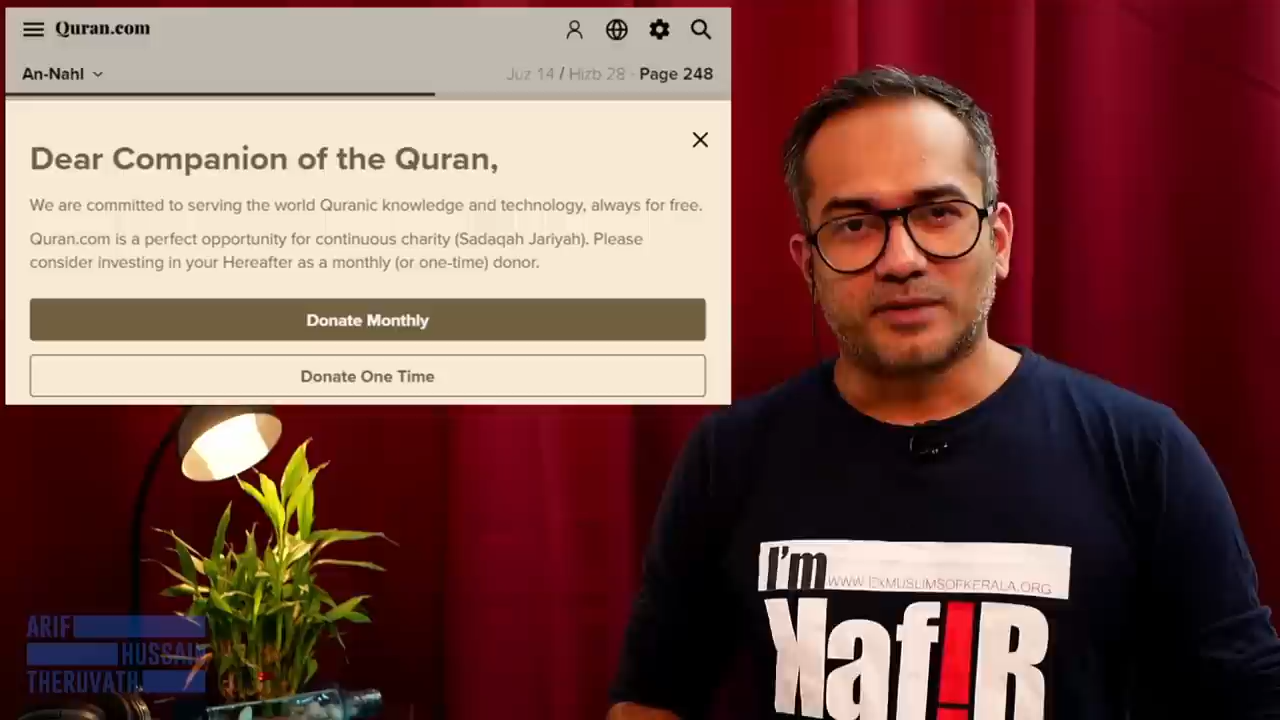 Quran.com
An-Nahl
Juz 14 / Hizb 28 - Page 248
Dear Companion of the Quran,
We are committed to serving the world Quranic knowledge and technology, always for free.
Quran.com is a perfect opportunity for continuous charity (Sadaqah Jariyah). Please
consider investing in your Hereafter as a monthly (or one-time) donor.
Donate Monthly
Donate One Time
I'm
WWW.EXMUSLIMSOFKERALA.ORG
Kaf!R
ARIF
HUSSAIN
THERUVATH